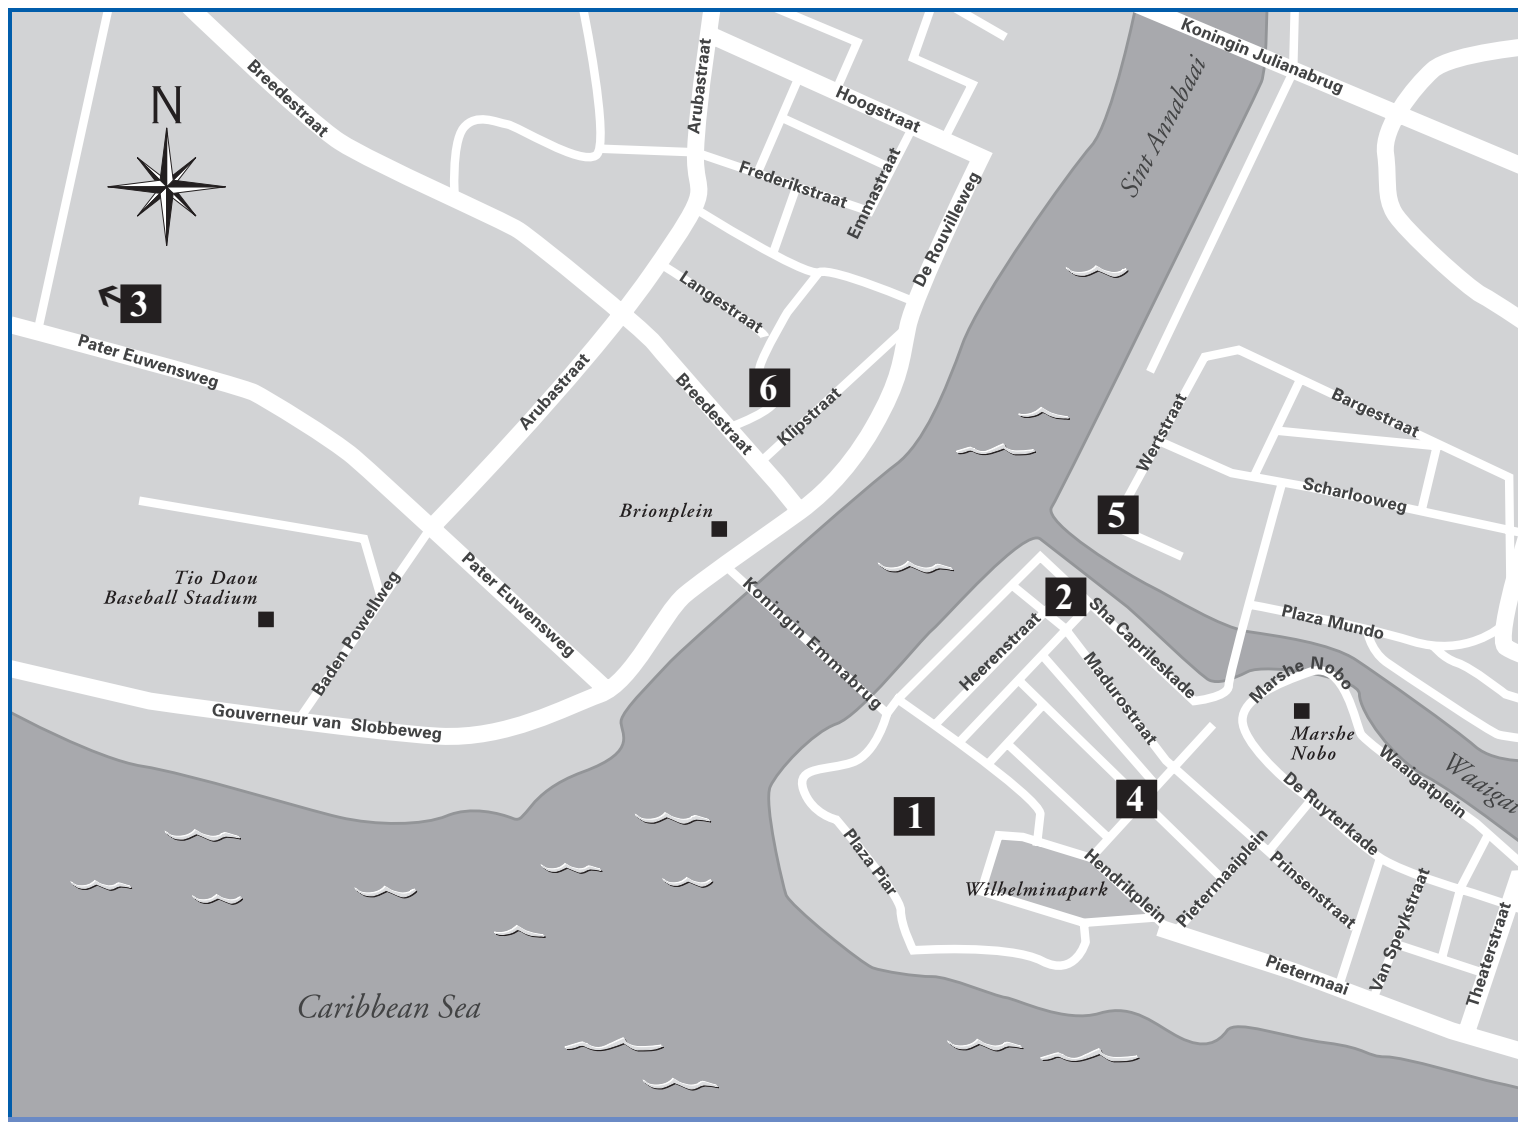 Koningin Julianabrug
Breedestraat
Arubastraat
N
Hoogstraat
Sint Annabaai
Frederikstraat
Emmastraat
De Rouvilleweg
3
Langestraat
Pater Euwensweg
Arubastraat
Breedestraat
6
Klipstraat
Wertstraat
Bargestraat
Scharlooweg
5
Brionplein
Tio Daou
Baseball Stadium
Baden Powellweg
Pater Euwensweg
Koningin Emmabrug
2
Sha Caprileskade
Heerenstraat
Madurostraat
Plaza Mundo
Marshe Nobo
Marshe
Nobo
Waaigatplein
Waaigat
Gouverneur van Slobbeweg
De Ruyterkade
4
1
Plaza Piar
Wilhelminapark
Hendrikplein
Pietermaaiplein
Prinsenstraat
Van Speykstraat
Theaterstraat
Pietermaai
Caribbean Sea